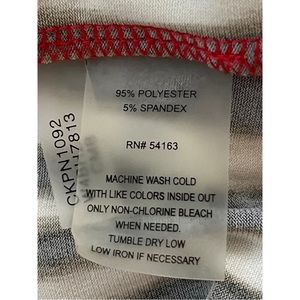 95% POLYESTER
5% SPANDEX
RN# 54163
MACHINE WASH COLD
WITH LIKE COLORS INSIDE OUT
ONLY NON-CHLORINE BLEACH
WHEN NEEDED.
TUMBLE DRY LOW
LOW IRON IF NECESSARY
CKPN1092